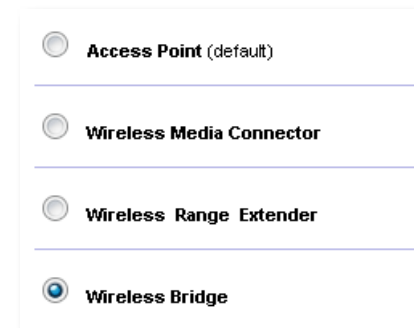 Access Point (default)
Wireless Media Connector
Wireless Range Extender
Wireless Bridge